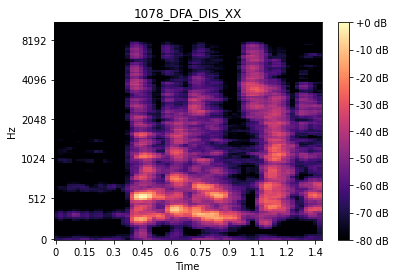 1078_DFA_DIS_XX
Hz
8192
4096
2048
1024
512
0
0 0.15 0.3 0.45 0.6 0.75 0.9 1.1 1.2 1.4
Time
+0 dB
-10 dB
-20 dB
-30 dB
-40 dB
-50 dB
-60 dB
-70 dB
-80 dB